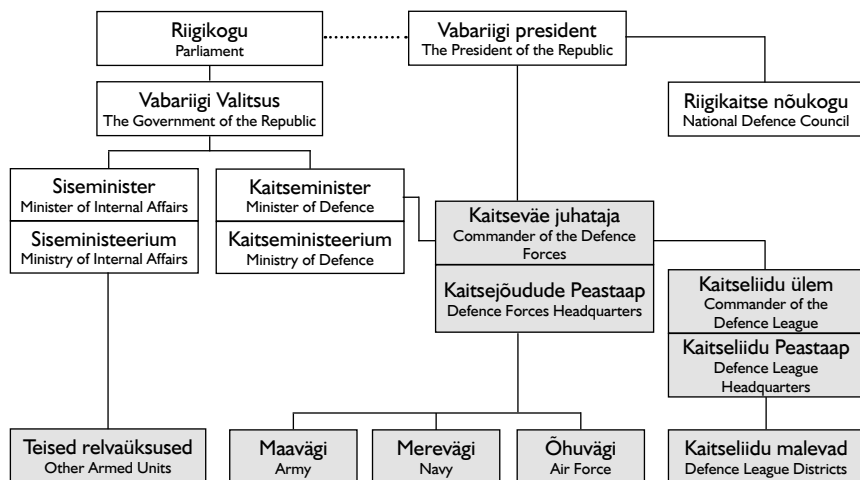 Riigikogu
Parliament
Vabariigi president
The President of the Republic
Vabariigi Valitsus
The Government of the Republic
Riigikaitse nõukogu
National Defence Council
Siseminister
Minister of Internal Affairs
Siseministeerium
Ministry of Internal Affairs
Kaitseminister
Minister of Defence
Kaitseministeerium
Ministry of Defence
Kaitseväe juhataja
Commander of the Defence
Forces
Kaitsejõudude Peastaap
Defence Forces Headquarters
Kaitseliidu ülem
Commander of the
Defence League
Kaitseliidu Peastaap
Defence League
Headquarters
Teised relvaüksused
Other Armed Units
Maavägi
Army
Merevägi
Navy
Õhuvägi
Air Force
Kaitseliidu malevad
Defence League Districts